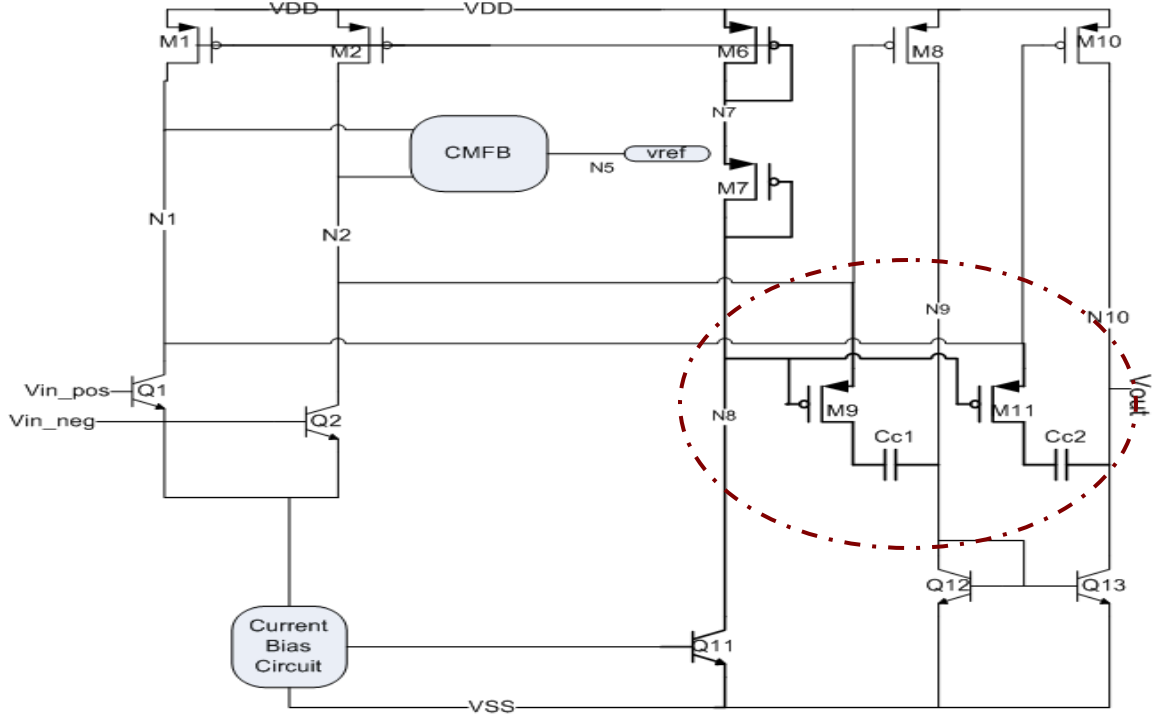 VDD
VDD
M1
M2
M6
M8
M10
N7
CMFB
vref
N5
M7
N1
N2
N9
N10
Vin_pos
Q1
Vout
Vin_neg
Q2
N8
M9
M11
Cc1
Cc2
Q12
Q13
Current
Bias
Circuit
Q11
VSS